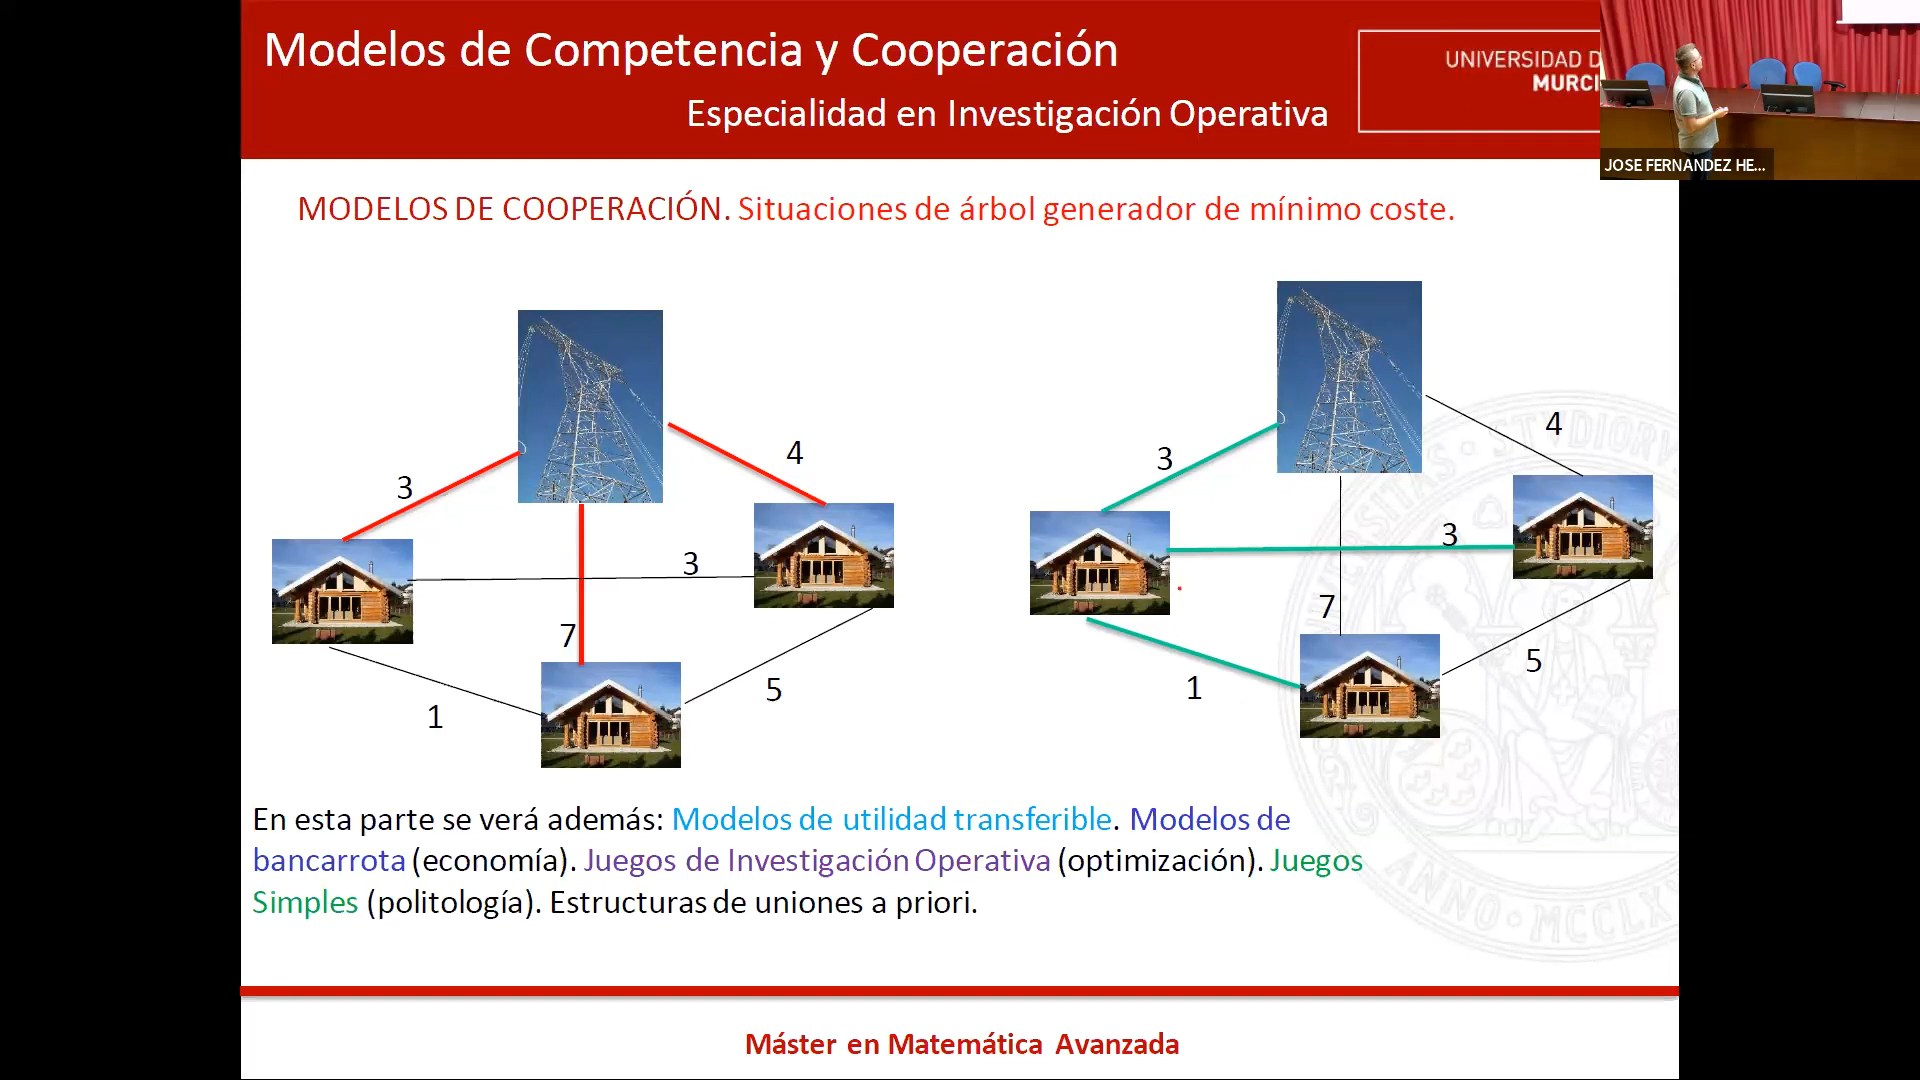 Modelos de Competencia y Cooperación
Especialidad en Investigación Operativa
UNIVERSIDAD D
MURCI
JOSE FERNANDEZ HE...
MODELOS DE COOPERACIÓN. Situaciones de árbol generador de mínimo coste.
3
4
3
7
1
5
3
4
3
7
1
5
En esta parte se verá además: Modelos de utilidad transferible. Modelos de
bancarrota (economía). Juegos de Investigación Operativa (optimización). Juegos
Simples (politología). Estructuras de uniones a priori.
ANNO · MCCLX
Máster en Matemática Avanzada